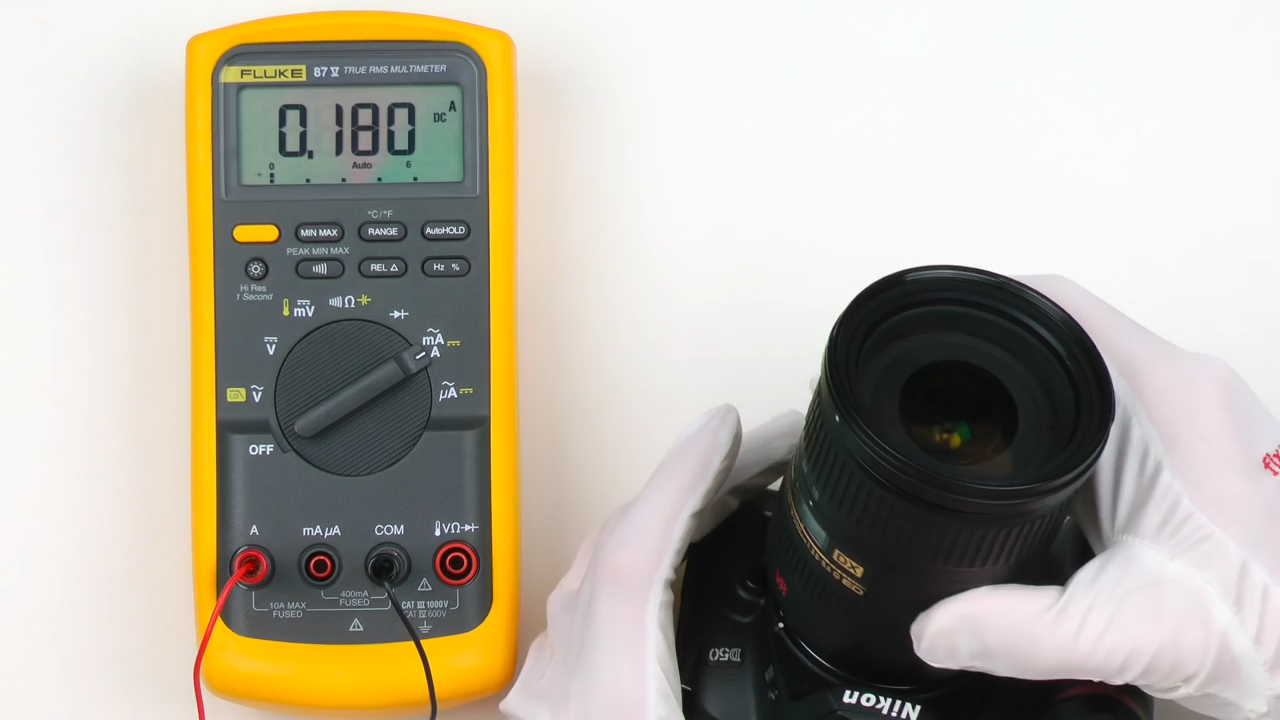 FLUKE 87 V TRUE RMS MULTIMETER
0.180 DC A
0 Auto 6
°C/°F
MIN MAX RANGE AutoHOLD
PEAK MIN MAX
REL Δ Hz %
Hi Res
1 Second
mV Ω
V mA
A
V µA
OFF
A mA µA COM VΩ
10A MAX
FUSED
400mA
FUSED
CAT III 1000V
CAT IV 600V
DX
ED
VR
D50
Nikon